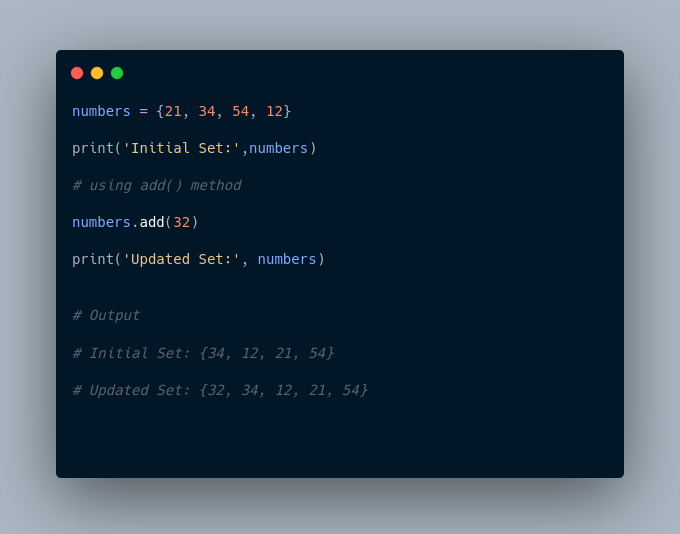 numbers = {21, 34, 54, 12}
print('Initial Set:',numbers)
# using add() method
numbers.add(32)
print('Updated Set:', numbers)
# Output
# Initial Set: {34, 12, 21, 54}
# Updated Set: {32, 34, 12, 21, 54}